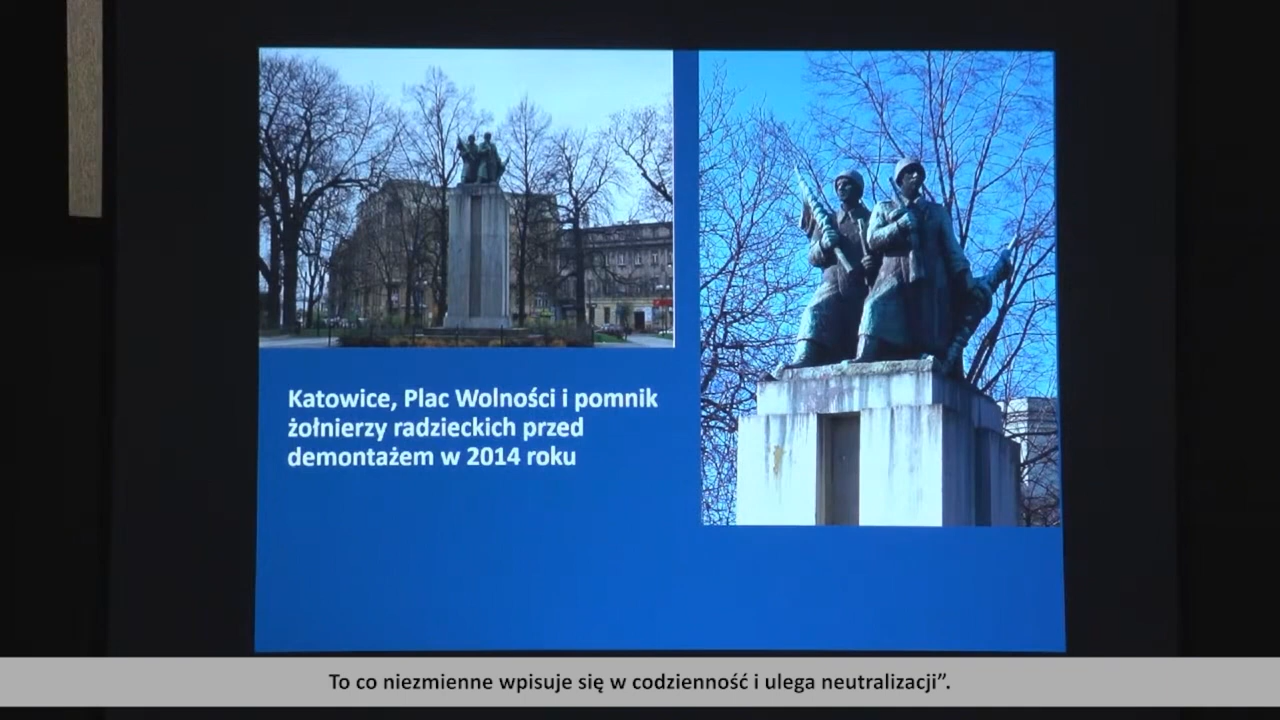 Katowice, Plac Wolności i pomnik
żołnierzy radzieckich przed
demontażem w 2014 roku
To co niezmienne wpisuje się w codzienność i ulega neutralizacji”.